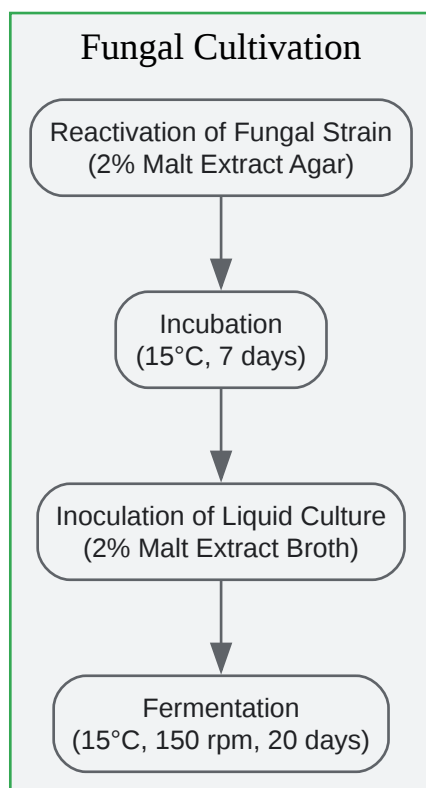 Fungal Cultivation
Reactivation of Fungal Strain
(2% Malt Extract Agar)
Incubation
(15°C, 7 days)
Inoculation of Liquid Culture
(2% Malt Extract Broth)
Fermentation
(15°C, 150 rpm, 20 days)